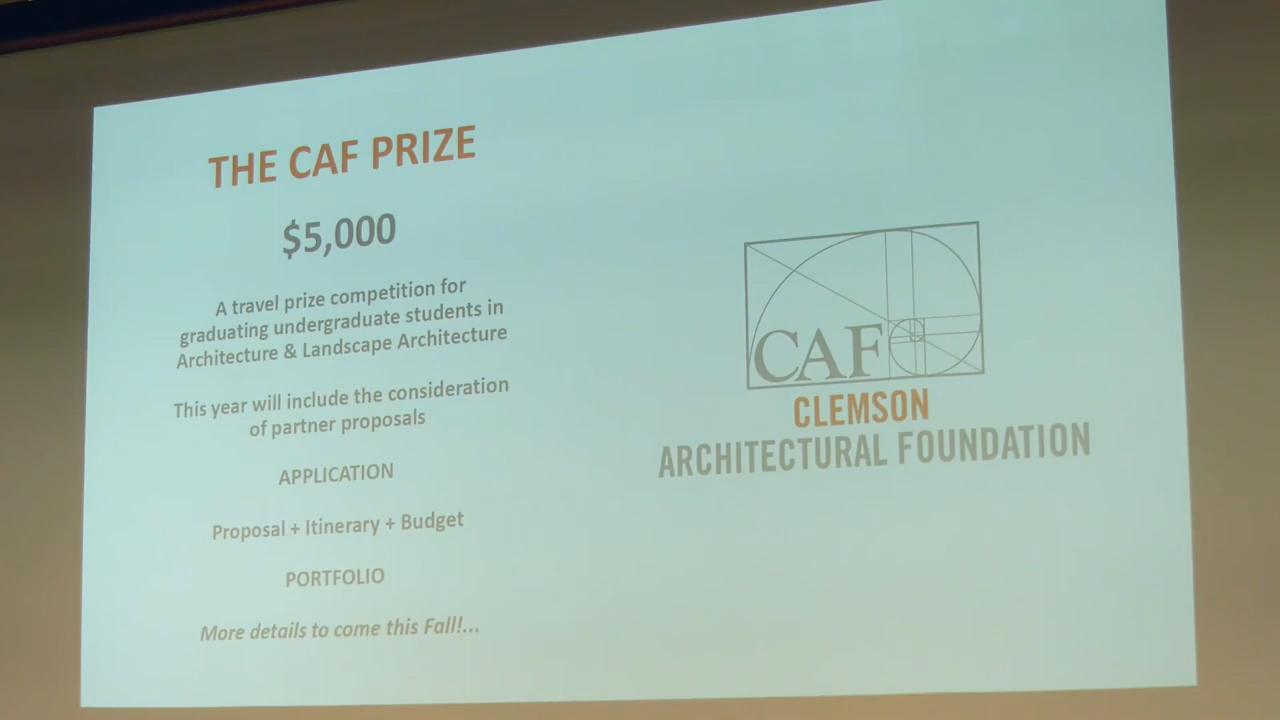 THE CAF PRIZE
$5,000
A travel prize competition for
graduating undergraduate students in
Architecture & Landscape Architecture
This year will include the consideration
of partner proposals
APPLICATION
Proposal + Itinerary + Budget
PORTFOLIO
More details to come this Fall!...
CAF
CLEMSON
ARCHITECTURAL FOUNDATION